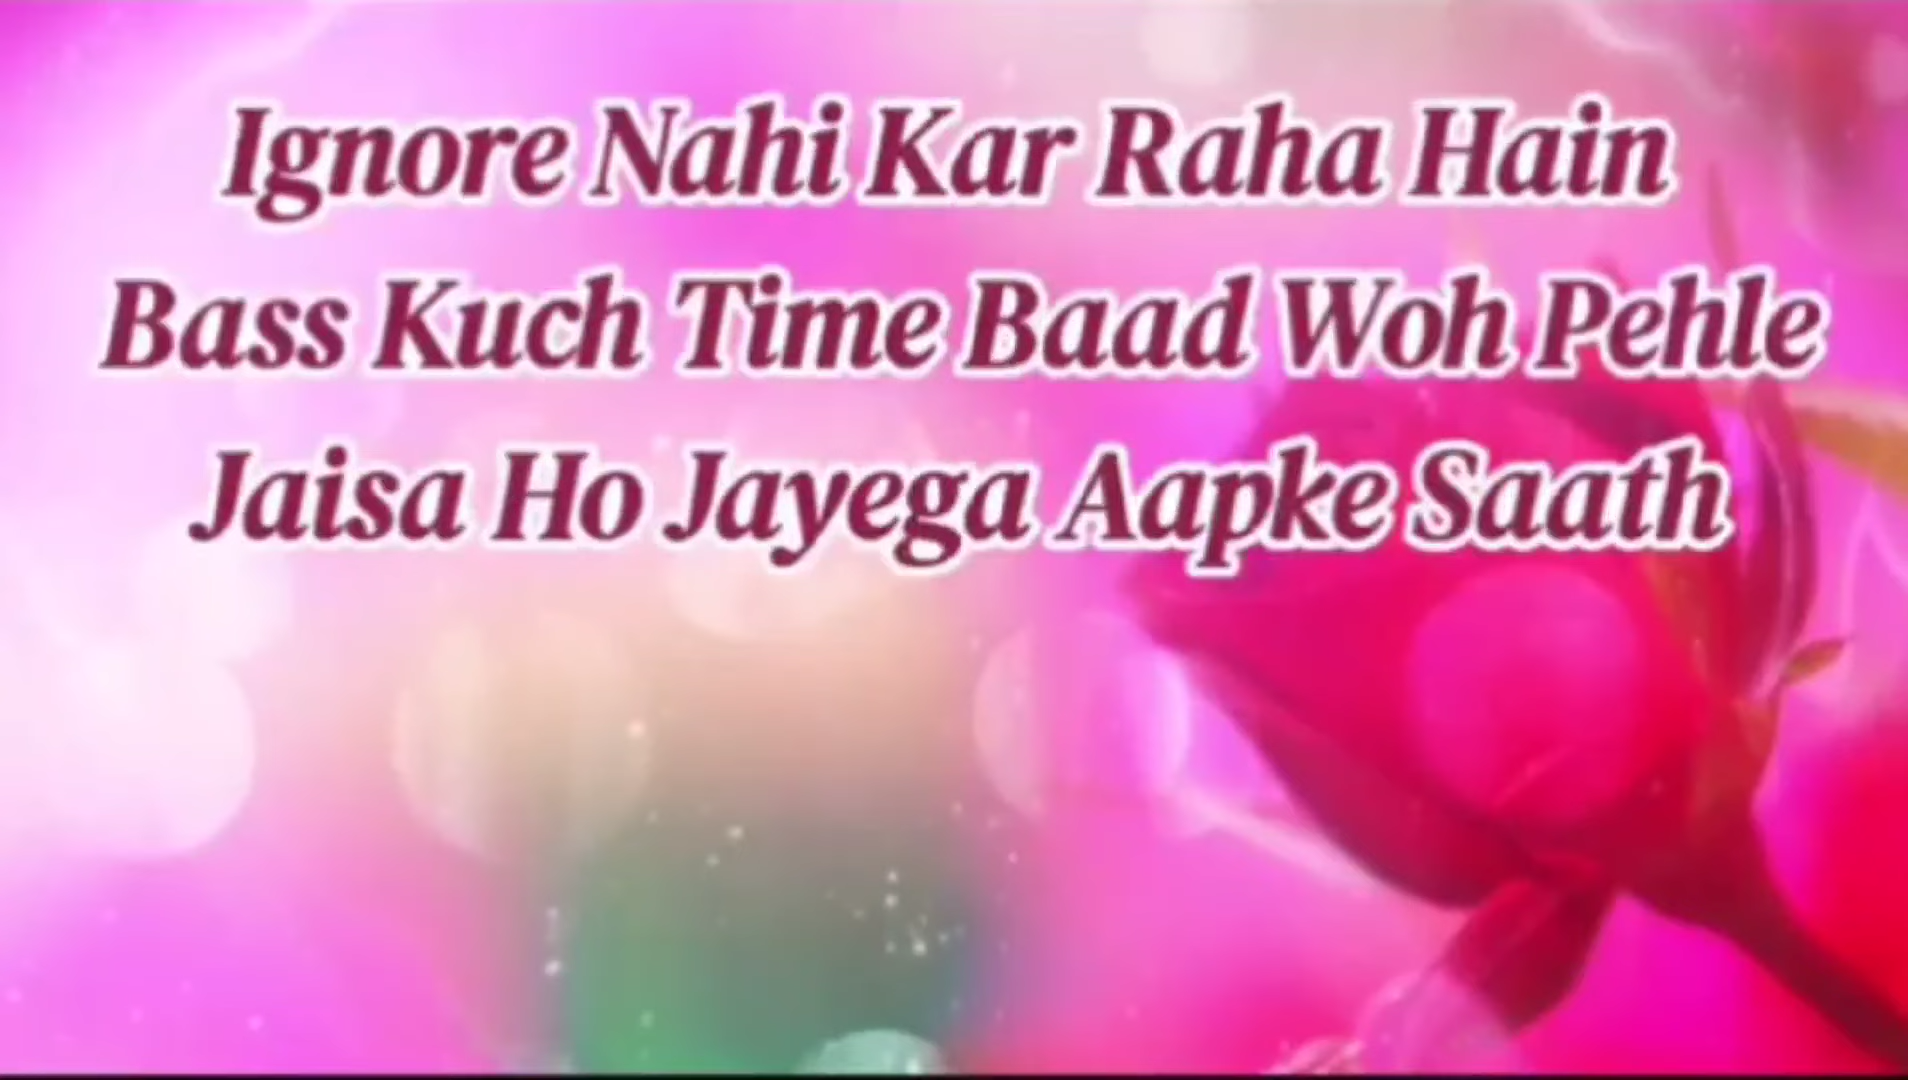 Ignore Nahi Kar Raha Hain
Bass Kuch Time Baad Woh Pehle
Jaisa Ho Jayega Aapke Saath